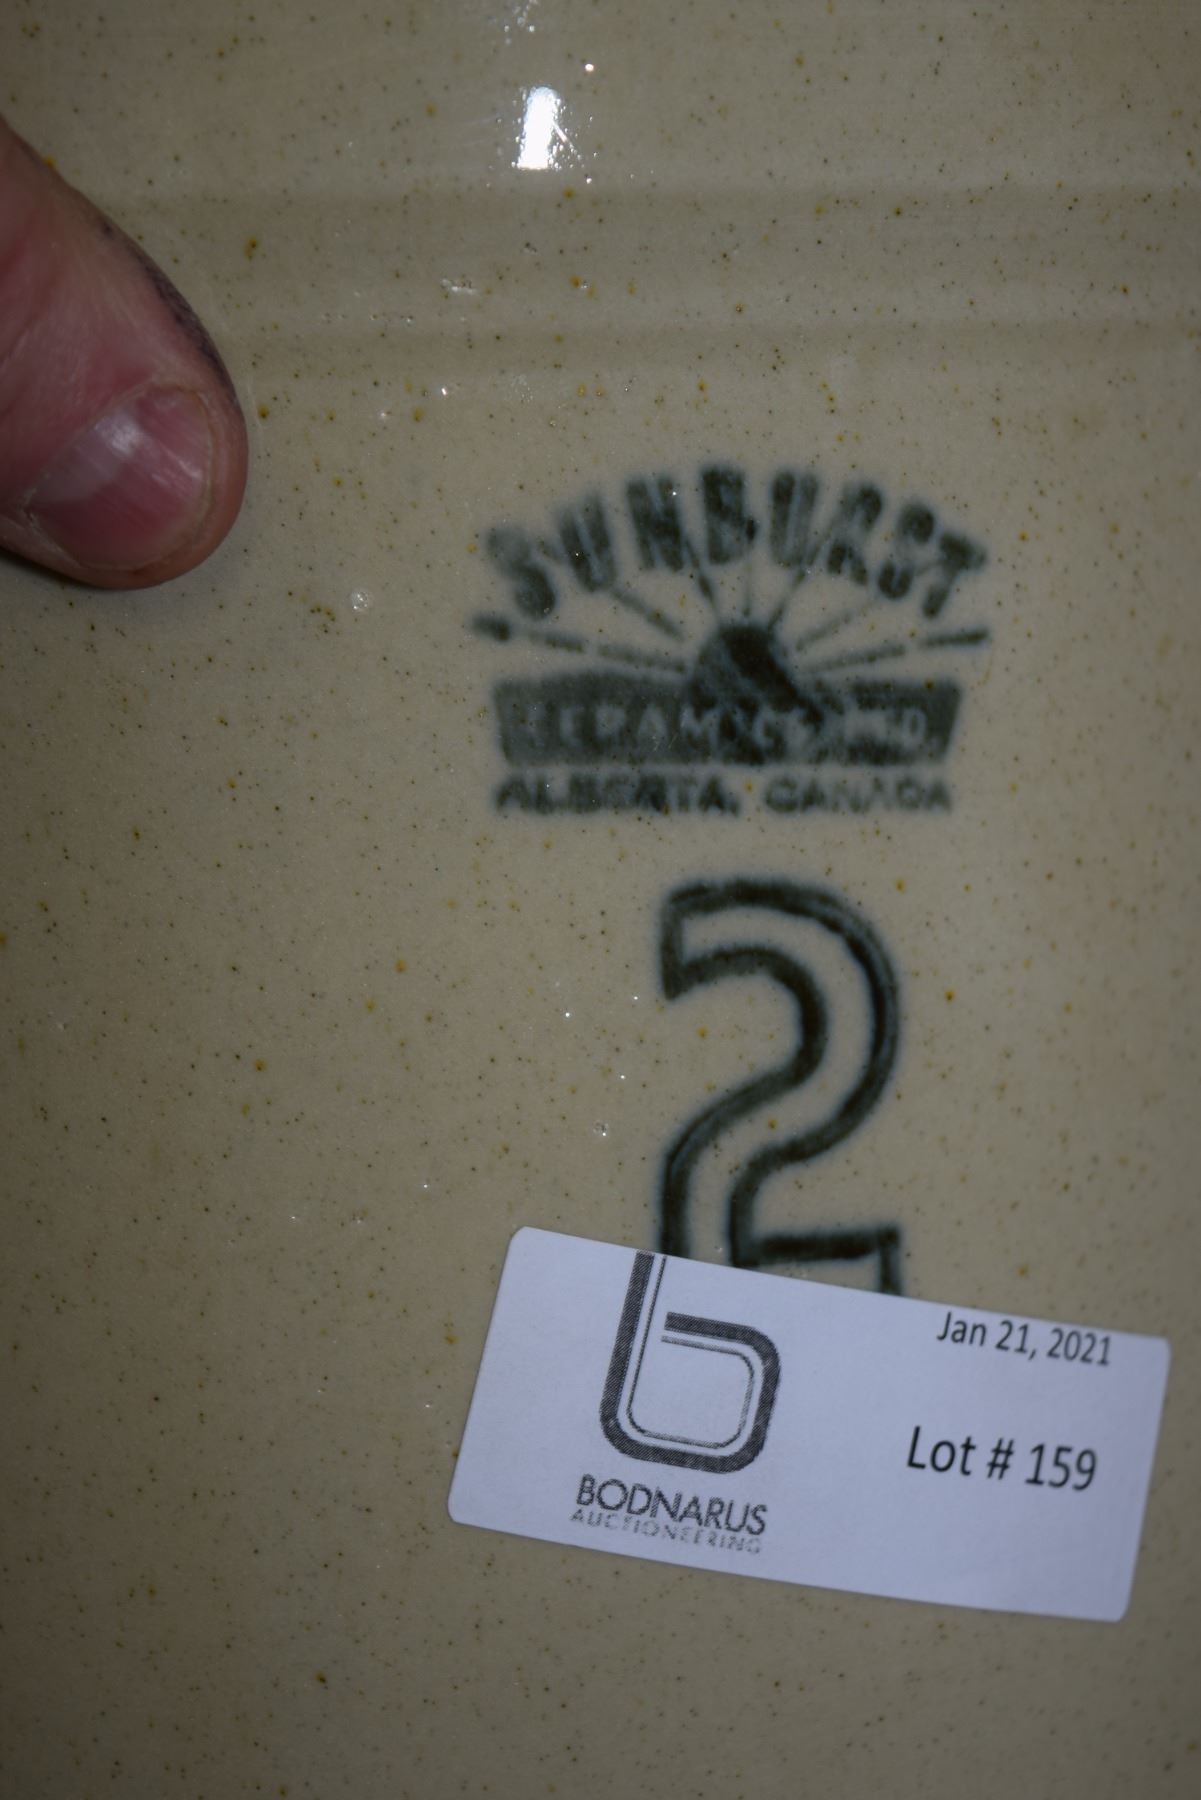 SUNBURST
CERAMICS LTD.
ALBERTA, CANADA
2
Jan 21, 2021
Lot # 159
b
BODNARUS
AUCTIONEERING